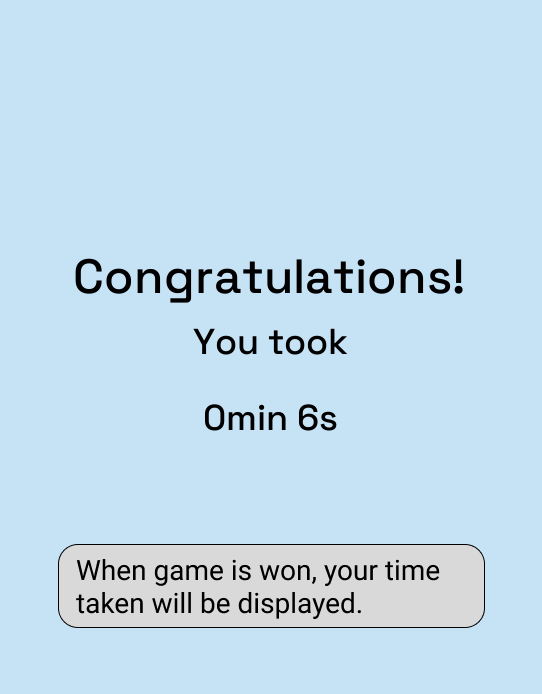 Congratulations!
You took
0min 6s
When game is won, your time
taken will be displayed.